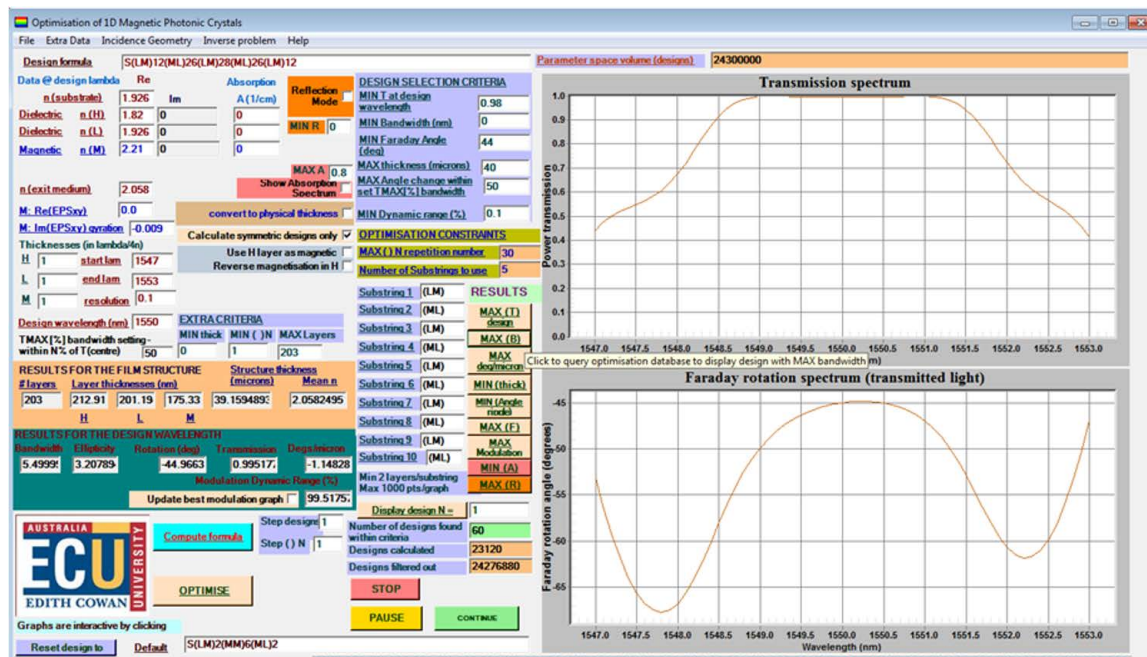 Optimisation of 1D Magnetic Photonic Crystals
File Extra Data Incidence Geometry Inverse problem Help
Design formula S(LM)12(ML)26(LM)28(ML)26(LM)12
Parameter space volume (designs) 24300000
Data @ design lambda Re Absorption
n (substrate) 1.926 Im A (1/cm)
Dielectric n (H) 1.82 0 0
Dielectric n (L) 1.926 0 0
Magnetic n (M) 2.21 0 0
Reflection Mode
MIN R 0
MAX A 0.8
n (exit medium) 2.058
Show Absorption Spectrum
M: Re(EPSxy) 0.0
convert to physical thickness
M: Im(EPSxy) gyration -0.009
Calculate symmetric designs only
Thicknesses (in lambda/4n)
Use H layer as magnetic
Reverse magnetisation in H
H 1 start lam 1547
L 1 end lam 1553
M 1 resolution 0.1
Design wavelength (nm) 1550
EXTRA CRITERIA
TMAX [%] bandwidth setting - within N% of T(centre) 50
MIN thick MIN ( )N MAX Layers
0 1 203
RESULTS FOR THE FILM STRUCTURE
Structure thickness (microns) Mean n
# layers Layer thicknesses (nm)
203 212.91 201.19 175.33 39.1594893 2.0582495
H L M
RESULTS FOR THE DESIGN WAVELENGTH
Bandwidth Ellipticity Rotation (deg) Transmission Degs/micron
5.49999 3.20789 -44.9663 0.995177 -1.14828
Modulation Dynamic Range (%)
Update best modulation graph 99.5175
AUSTRALIA
ECU
EDITH COWAN
UNIVERSITY
Compute formula
Step designs 1
Step ( ) N 1
OPTIMISE
Graphs are interactive by clicking
Reset design to Default S(LM)2(MM)6(ML)2
DESIGN SELECTION CRITERIA
MIN T at design wavelength 0.98
MIN Bandwidth (nm) 0
MIN Faraday Angle (deg) 44
MAX thickness (microns) 40
MAX Angle change within set TMAX[%] bandwidth 50
MIN Dynamic range (%) 0.1
OPTIMISATION CONSTRAINTS
MAX ( ) N repetition number 30
Number of Substrings to use 5
Substring 1 (LM)
Substring 2 (ML)
Substring 3 (LM)
Substring 4 (ML)
Substring 5 (LM)
Substring 6 (ML)
Substring 7 (LM)
Substring 8 (ML)
Substring 9 (LM)
Substring 10 (ML)
RESULTS
MAX (T) design
MAX (B)
MAX deg/micron
MIN (thick)
MIN (Angle
MAX (F)
MAX Modulation
MIN (A)
MAX (R)
Min 2 layers/substring
Max 1000 pts/graph
Display design N = 1
Number of designs found within criteria 60
Designs calculated 23120
Designs filtered out 24276880
STOP
PAUSE
CONTINUE
Transmission spectrum
Power transmission
1.0
0.9
0.8
0.7
0.6
0.5
0.4
0.3
0.2
0.1
0.0
1547.0 1547.5 1548.0 1548.5 1549.0 1549.5 1550.0 1550.5 1551.0 1551.5 1552.0 1552.5 1553.0
Click to query optimisation database to display design with MAX bandwidth
m)
Faraday rotation spectrum (transmitted light)
Faraday rotation angle (degrees)
-45
-50
-55
-60
-65
1547.0 1547.5 1548.0 1548.5 1549.0 1549.5 1550.0 1550.5 1551.0 1551.5 1552.0 1552.5 1553.0
Wavelength (nm)